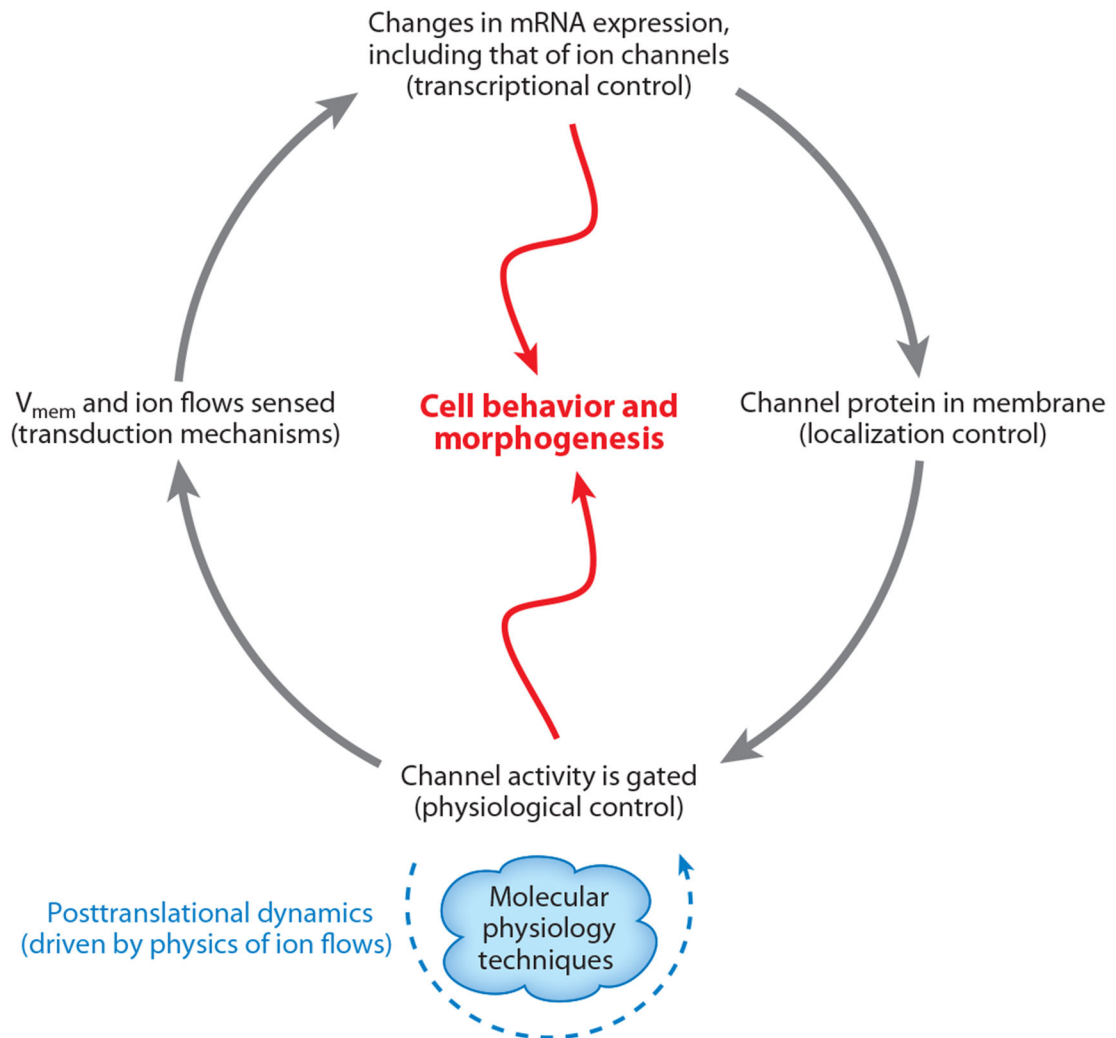 Changes in mRNA expression,
including that of ion channels
(transcriptional control)
V_mem and ion flows sensed
(transduction mechanisms)
Cell behavior and
morphogenesis
Channel protein in membrane
(localization control)
Channel activity is gated
(physiological control)
Posttranslational dynamics
(driven by physics of ion flows)
Molecular
physiology
techniques